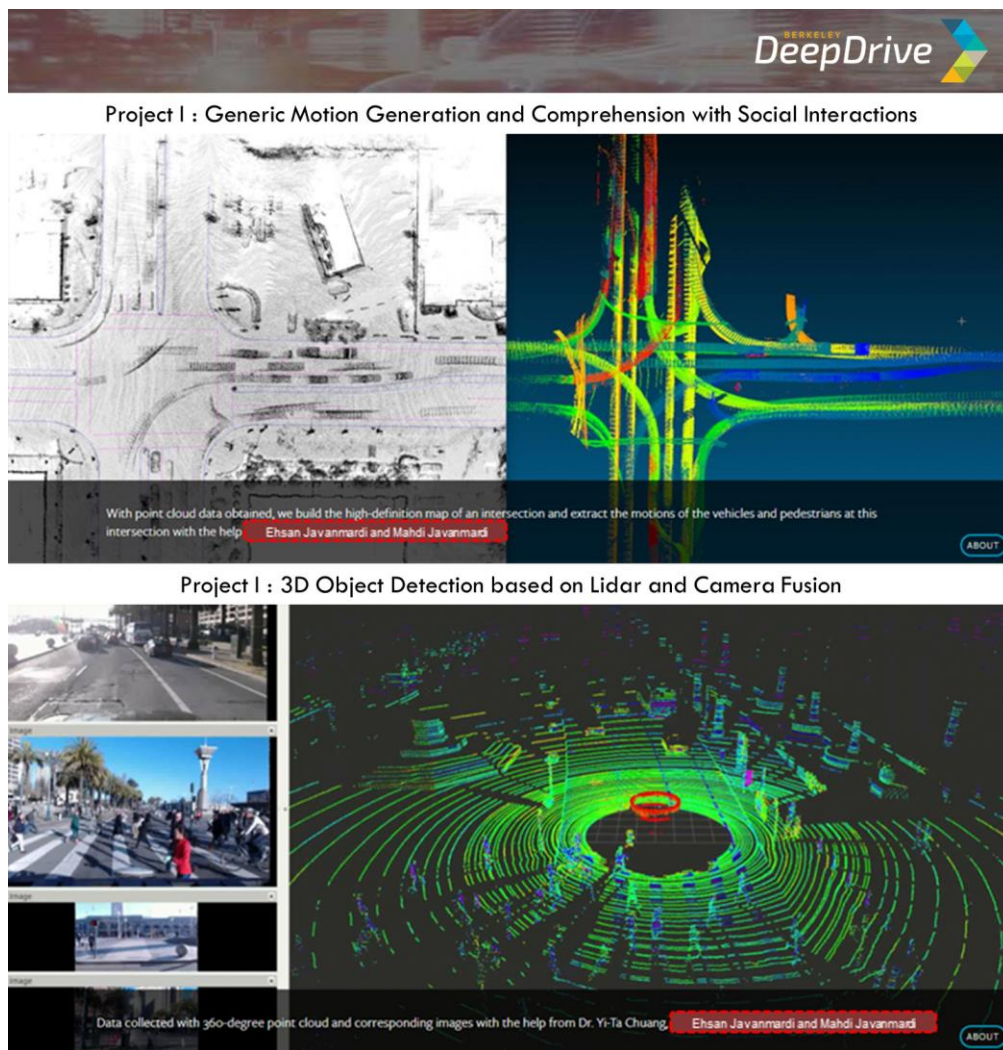 BERKELEY
DeepDrive
Project I : Generic Motion Generation and Comprehension with Social Interactions
With point cloud data obtained, we build the high-definition map of an intersection and extract the motions of the vehicles and pedestrians at this
intersection with the help Ehsan Javanmardi and Mahdi Javanmardi
ABOUT
Project I : 3D Object Detection based on Lidar and Camera Fusion
Image
Image
Image
Data collected with 360-degree point cloud and corresponding images with the help from Dr. Yi-Ta Chuang, Ehsan Javanmardi and Mahdi Javanmardi
ABOUT